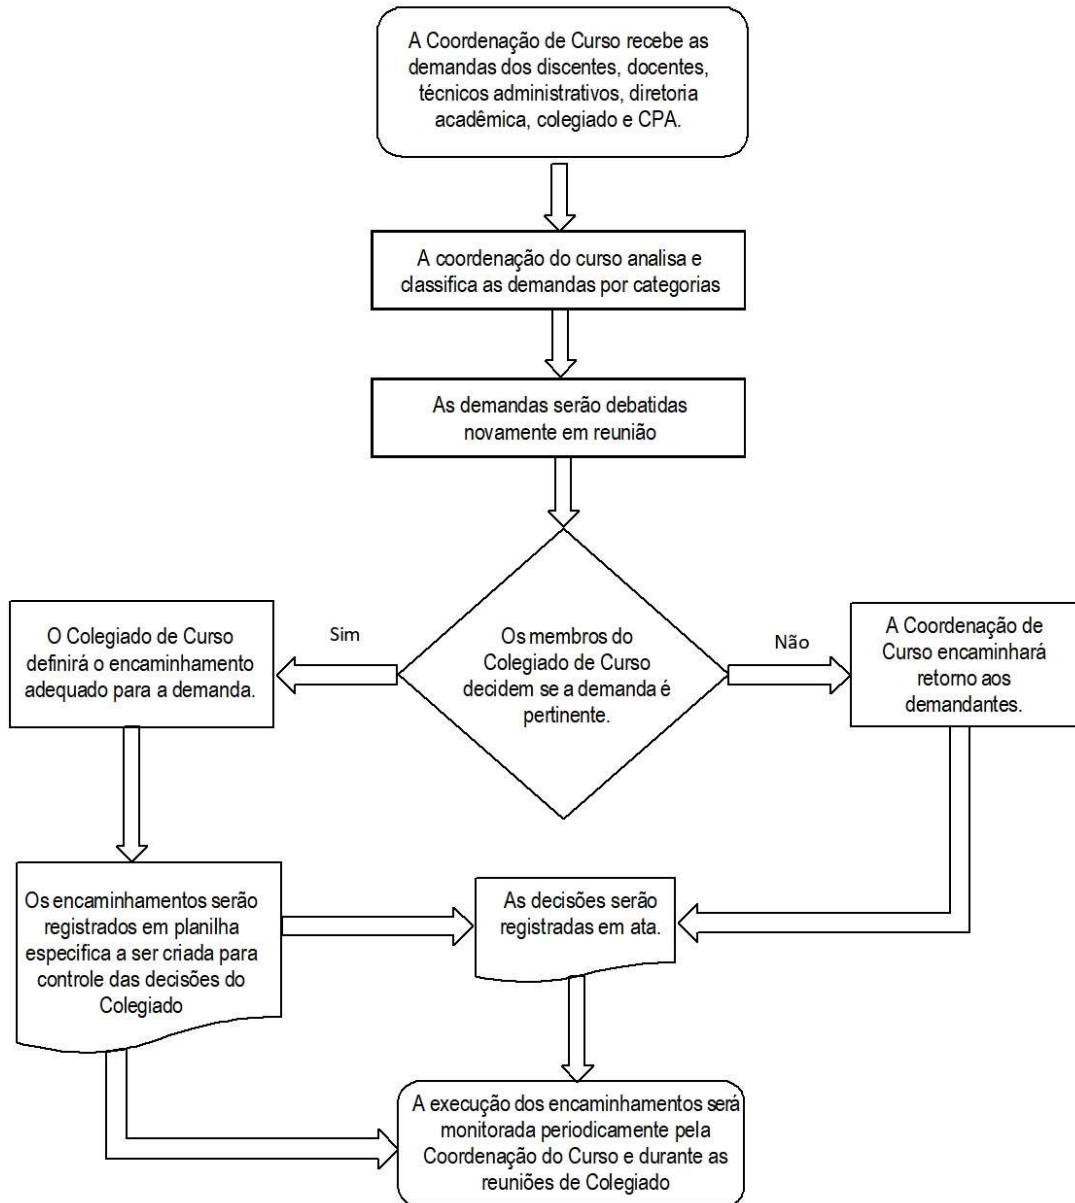 A Coordenação de Curso recebe as
demandas dos discentes, docentes,
técnicos administrativos, diretoria
acadêmica, colegiado e CPA.
A coordenação do curso analisa e
classifica as demandas por categorias
As demandas serão debatidas
novamente em reunião
Os membros do
Colegiado de Curso
decidem se a demanda é
pertinente.
Sim
Não
O Colegiado de Curso
definirá o encaminhamento
adequado para a demanda.
A Coordenação de
Curso encaminhará
retorno aos
demandantes.
Os encaminhamentos serão
registrados em planilha
especifica a ser criada para
controle das decisões do
Colegiado
As decisões serão
registradas em ata.
A execução dos encaminhamentos será
monitorada periodicamente pela
Coordenação do Curso e durante as
reuniões de Colegiado